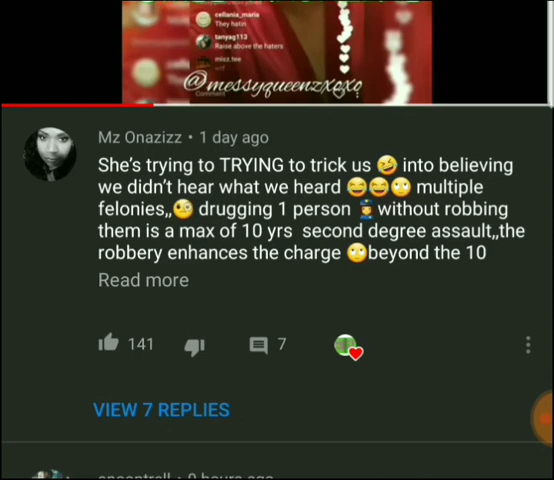 cellania_maria
They hatin
tanyag113
Raise above the haters
misz.tee
Comment
@messyqueenzxoxo
Mz Onazizz • 1 day ago
She's trying to TRYING to trick us 🤣 into believing
we didn't hear what we heard 😂😂🙄 multiple
felonies,,🧐 drugging 1 person 👮‍♀️without robbing
them is a max of 10 yrs second degree assault,,the
robbery enhances the charge 🙄beyond the 10
Read more
141
7
VIEW 7 REPLIES